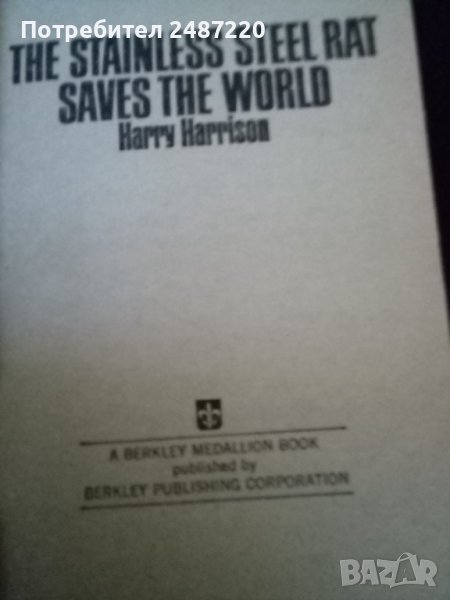 Потребител 2487220
THE STAINLESS STEEL RAT
SAVES THE WORLD
Harry Harrison
A BERKLEY MEDALLION BOOK
published by
BERKLEY PUBLISHING CORPORATION
BAZAR